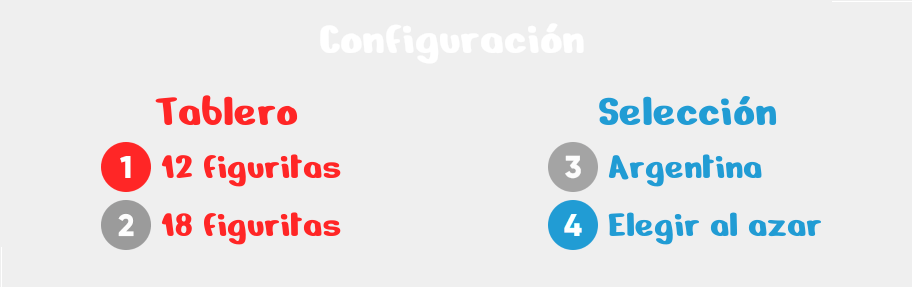 Configuración
Tablero
1 12 figuritas
2 18 figuritas
Selección
3 Argentina
4 Elegir al azar